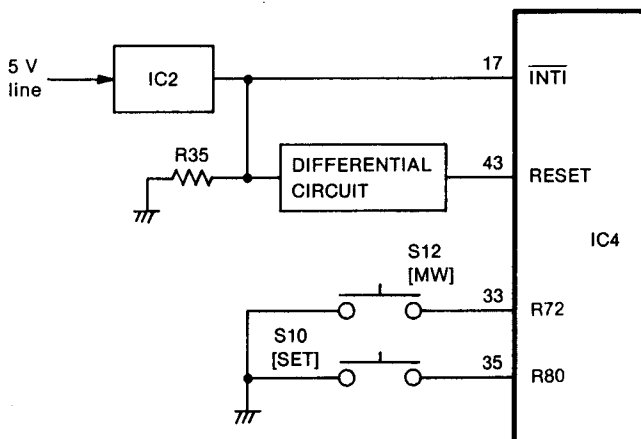 5 V
line
IC2
17
INTI
R35
DIFFERENTIAL
CIRCUIT
43
RESET
IC4
S12
[MW]
33
R72
S10
[SET]
35
R80